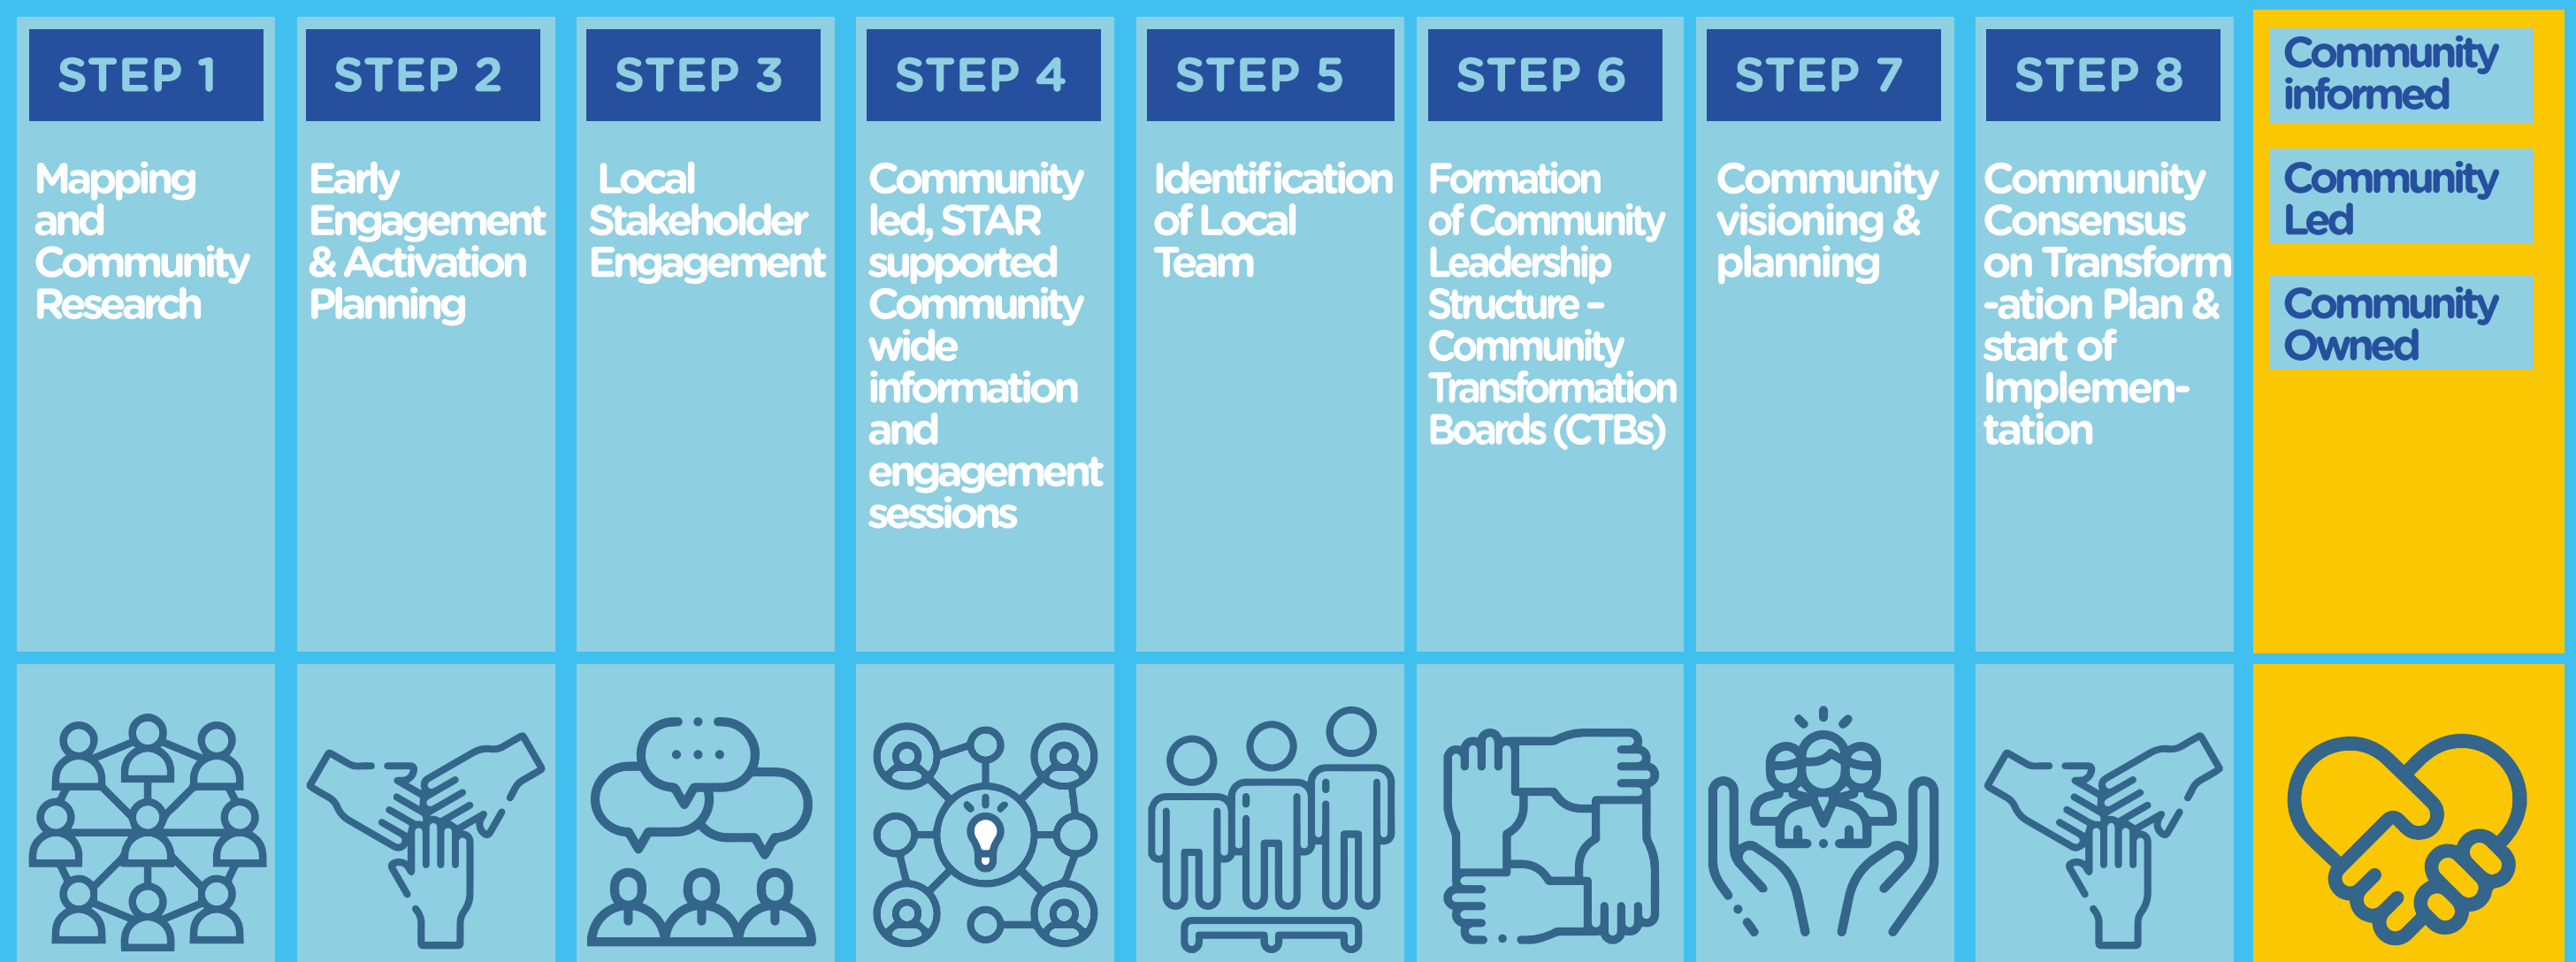 STEP 1
Mapping
and
Community
Research
STEP 2
Early
Engagement
& Activation
Planning
STEP 3
Local
Stakeholder
Engagement
STEP 4
Community
led, STAR
supported
Community
wide
information
and
engagement
sessions
STEP 5
Identification
of Local
Team
STEP 6
Formation
of Community
Leadership
Structure –
Community
Transformation
Boards (CTBs)
STEP 7
Community
visioning &
planning
STEP 8
Community
Consensus
on Transform
-ation Plan &
start of
Implemen-
tation
Community
informed
Community
Led
Community
Owned